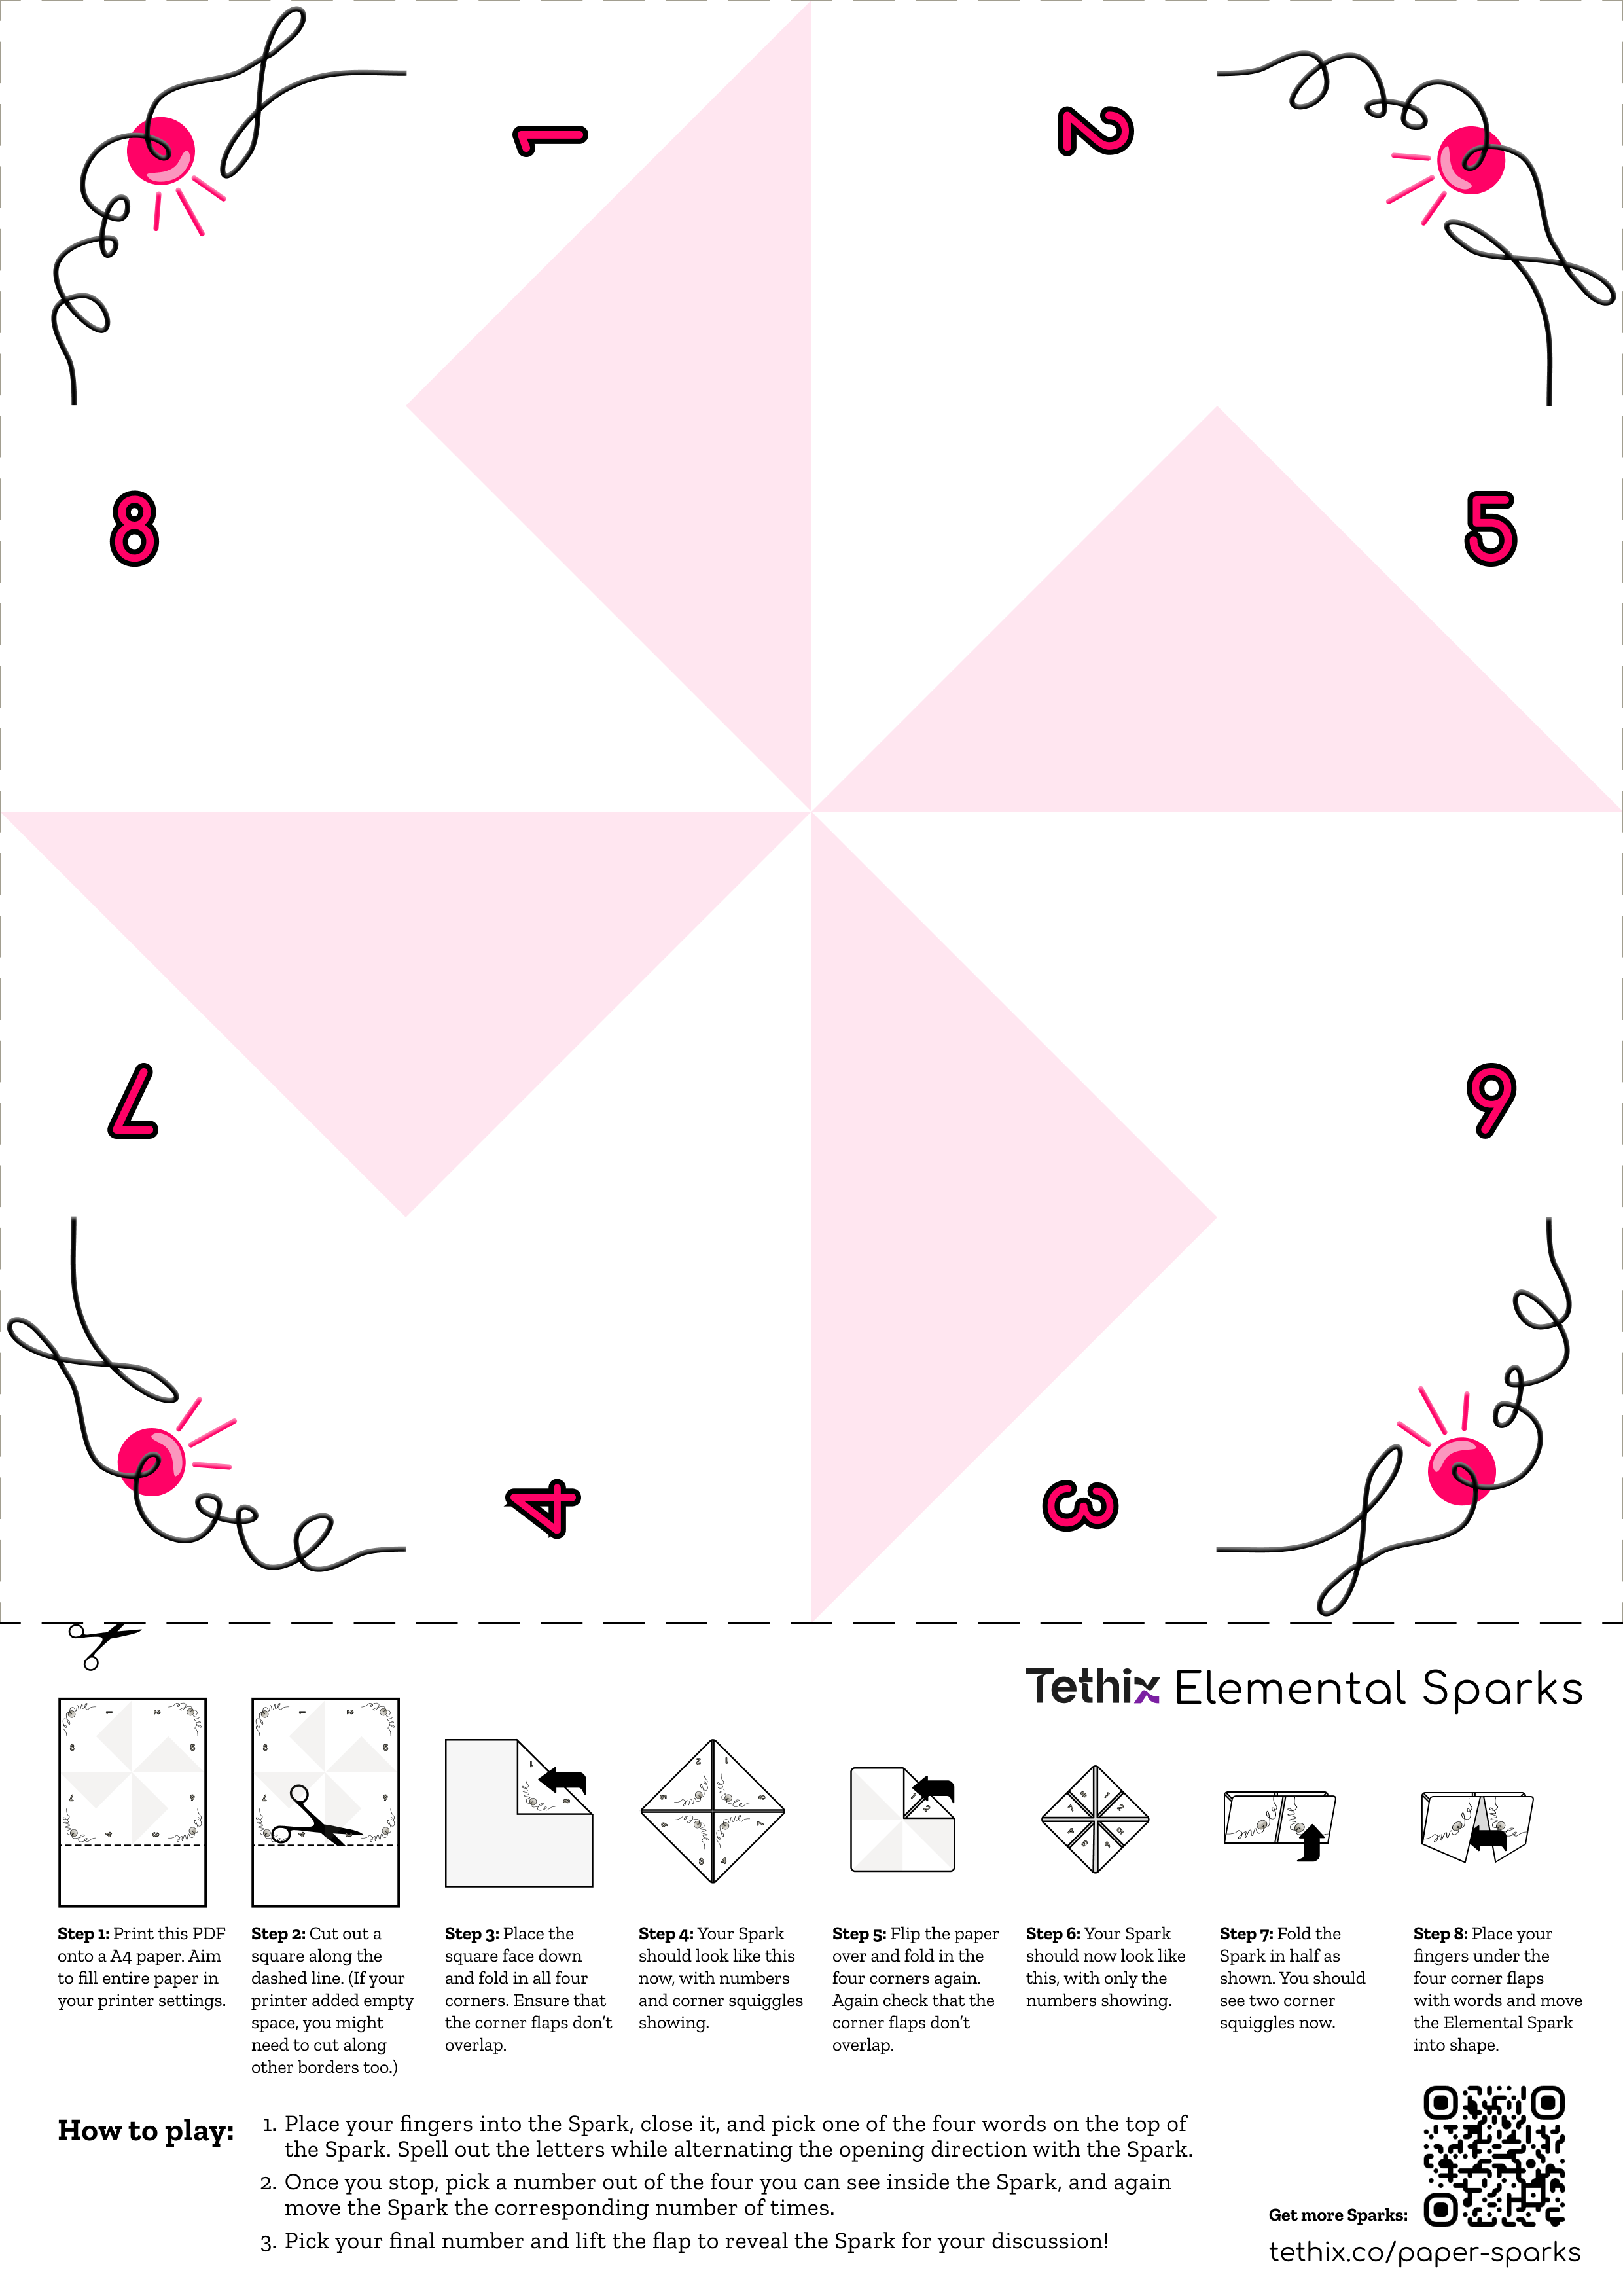 1
2
8
5
7
6
4
3
Tethix Elemental Sparks
Step 1: Print this PDF
onto a A4 paper. Aim
to fill entire paper in
your printer settings.
Step 2: Cut out a
square along the
dashed line. (If your
printer added empty
space, you might
need to cut along
other borders too.)
Step 3: Place the
square face down
and fold in all four
corners. Ensure that
the corner flaps don't
overlap.
Step 4: Your Spark
should look like this
now, with numbers
and corner squiggles
showing.
Step 5: Flip the paper
over and fold in the
four corners again.
Again check that the
corner flaps don't
overlap.
Step 6: Your Spark
should now look like
this, with only the
numbers showing.
Step 7: Fold the
Spark in half as
shown. You should
see two corner
squiggles now.
Step 8: Place your
fingers under the
four corner flaps
with words and move
the Elemental Spark
into shape.
How to play:
1. Place your fingers into the Spark, close it, and pick one of the four words on the top of
the Spark. Spell out the letters while alternating the opening direction with the Spark.
2. Once you stop, pick a number out of the four you can see inside the Spark, and again
move the Spark the corresponding number of times.
3. Pick your final number and lift the flap to reveal the Spark for your discussion!
Get more Sparks:
tethix.co/paper-sparks